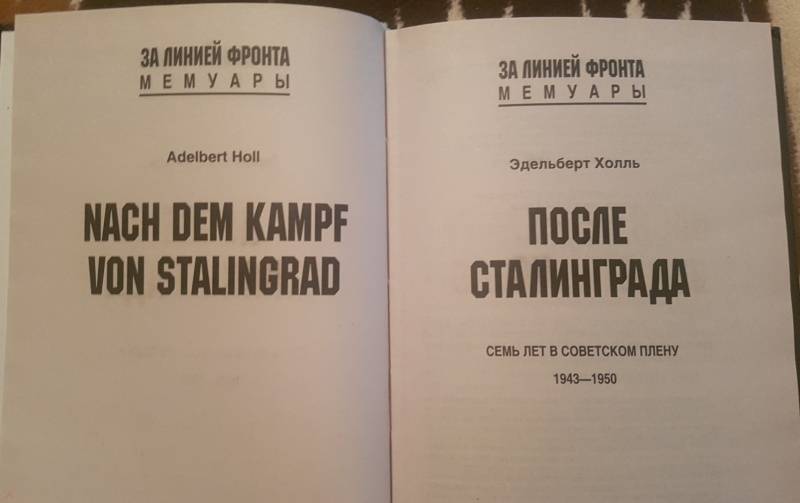 ЗА ЛИНИЕЙ ФРОНТА
МЕМУАРЫ
Adelbert Holl
NACH DEM KAMPF
VON STALINGRAD
ЗА ЛИНИЕЙ ФРОНТА
МЕМУАРЫ
Эдельберт Холль
ПОСЛЕ
СТАЛИНГРАДА
СЕМЬ ЛЕТ В СОВЕТСКОМ ПЛЕНУ
1943—1950